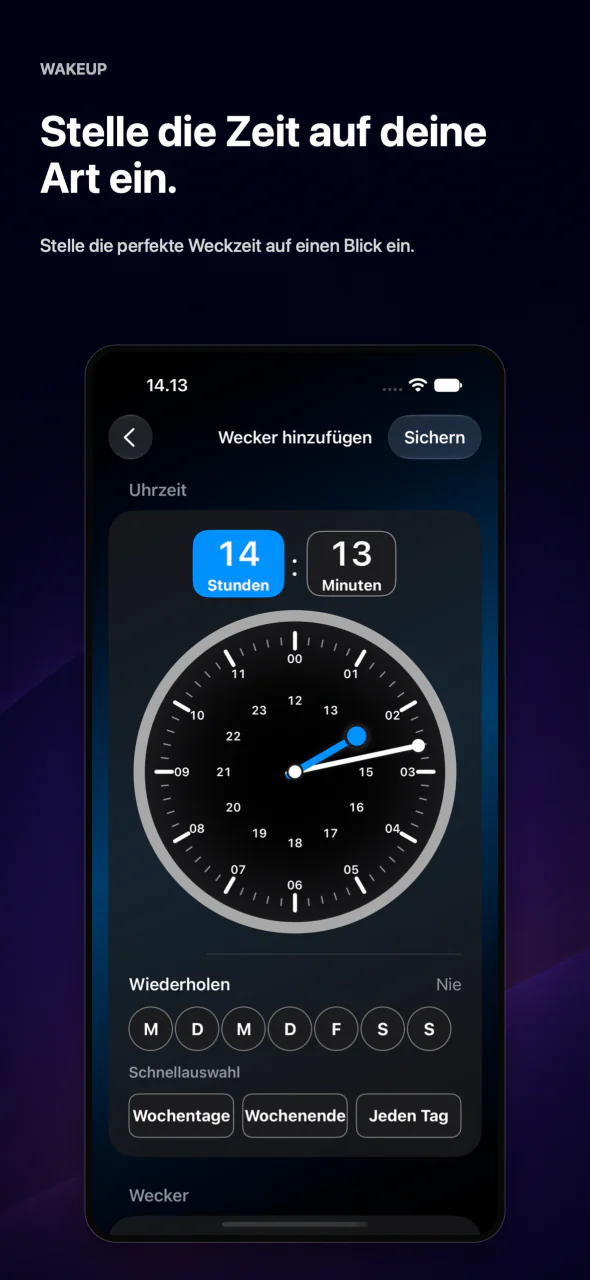 WAKEUP
Stelle die Zeit auf deine
Art ein.
Stelle die perfekte Weckzeit auf einen Blick ein.
14.13
Wecker hinzufügen
Sichern
Uhrzeit
14 : 13
Stunden Minuten
00
11 01
12
23 13
10 02
22
09 21 15 03
20 16
08 04
19 17
18
07 05
06
Wiederholen Nie
M D M D F S S
Schnellauswahl
Wochentage Wochenende Jeden Tag
Wecker